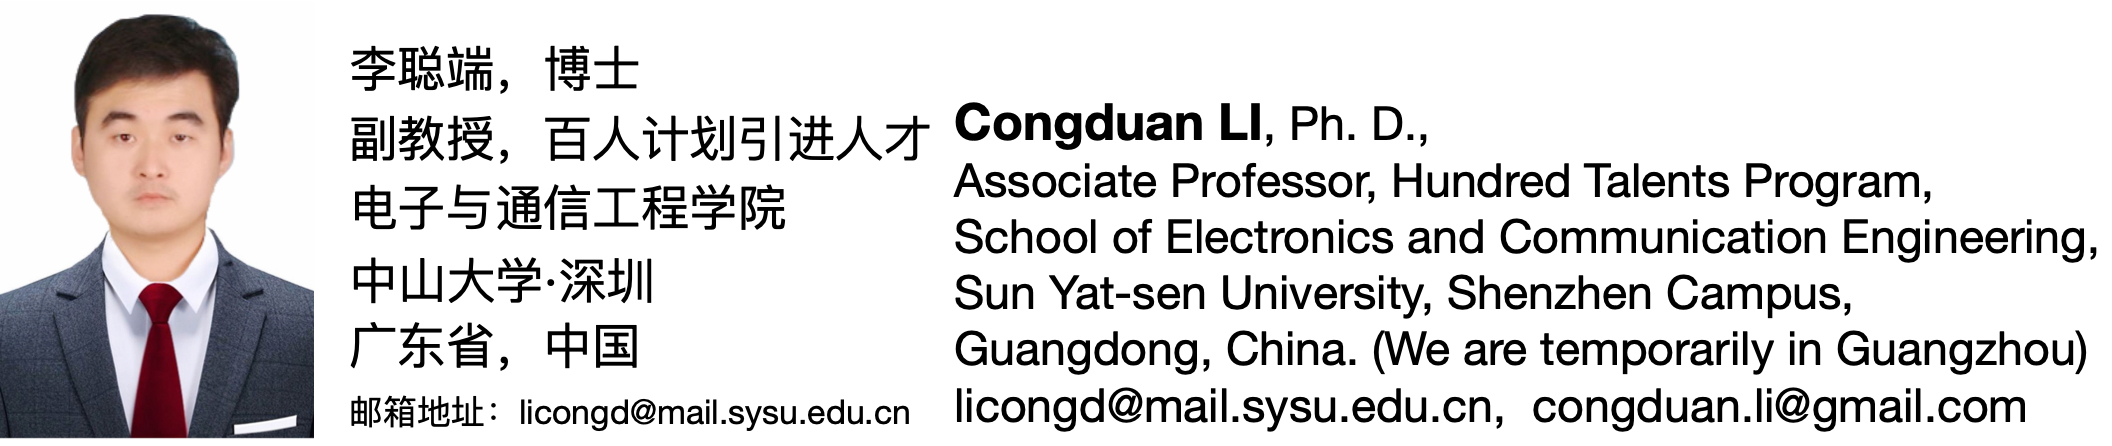 李聪端，博士
副教授，百人计划引进人才
电子与通信工程学院
中山大学·深圳
广东省，中国
邮箱地址：licongd@mail.sysu.edu.cn
Congduan LI, Ph. D.,
Associate Professor, Hundred Talents Program,
School of Electronics and Communication Engineering,
Sun Yat-sen University, Shenzhen Campus,
Guangdong, China. (We are temporarily in Guangzhou)
licongd@mail.sysu.edu.cn, congduan.li@gmail.com